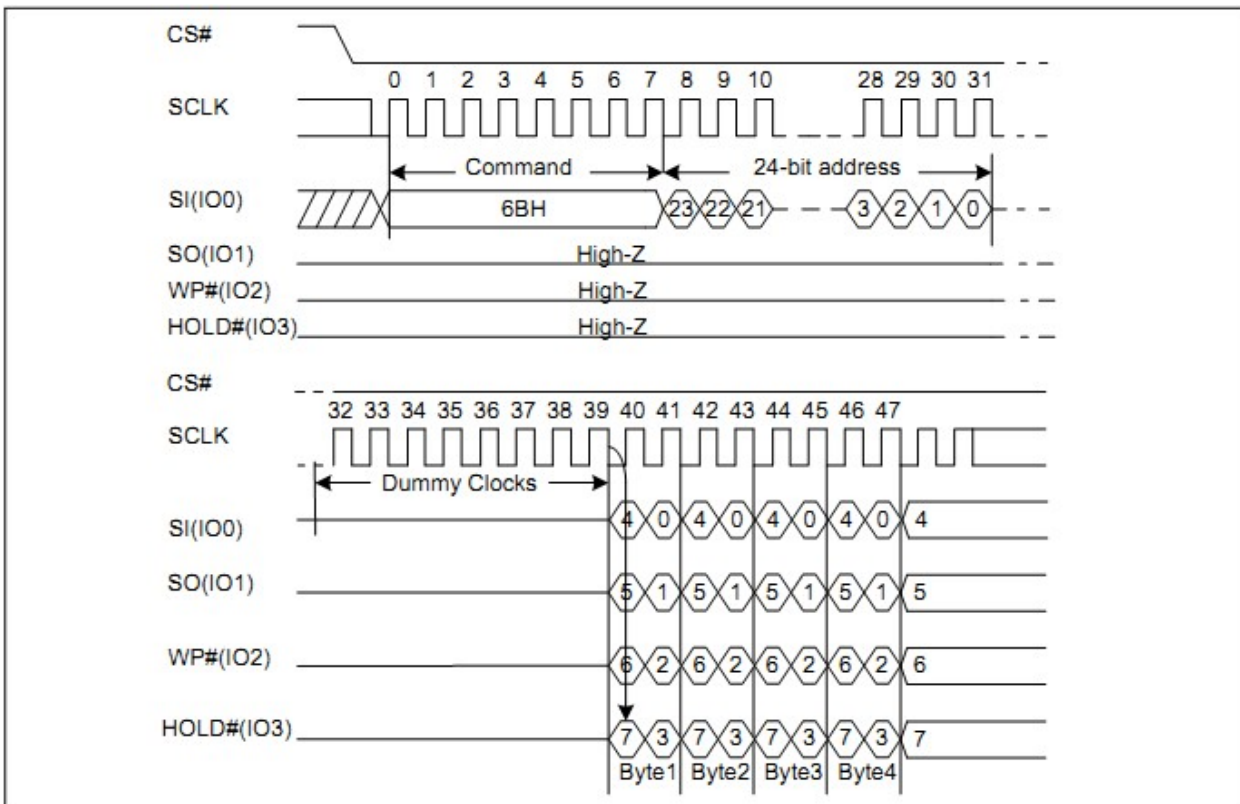 CS#
0 1 2 3 4 5 6 7 8 9 10 28 29 30 31
SCLK
Command 24-bit address
SI(IO0) 6BH 23 22 21 3 2 1 0
SO(IO1) High-Z
WP#(IO2) High-Z
HOLD#(IO3) High-Z
CS#
32 33 34 35 36 37 38 39 40 41 42 43 44 45 46 47
SCLK
Dummy Clocks
SI(IO0) 4 0 4 0 4 0 4 0 4
SO(IO1) 5 1 5 1 5 1 5 1 5
WP#(IO2) 6 2 6 2 6 2 6 2 6
HOLD#(IO3) 7 3 7 3 7 3 7 3 7
Byte1 Byte2 Byte3 Byte4